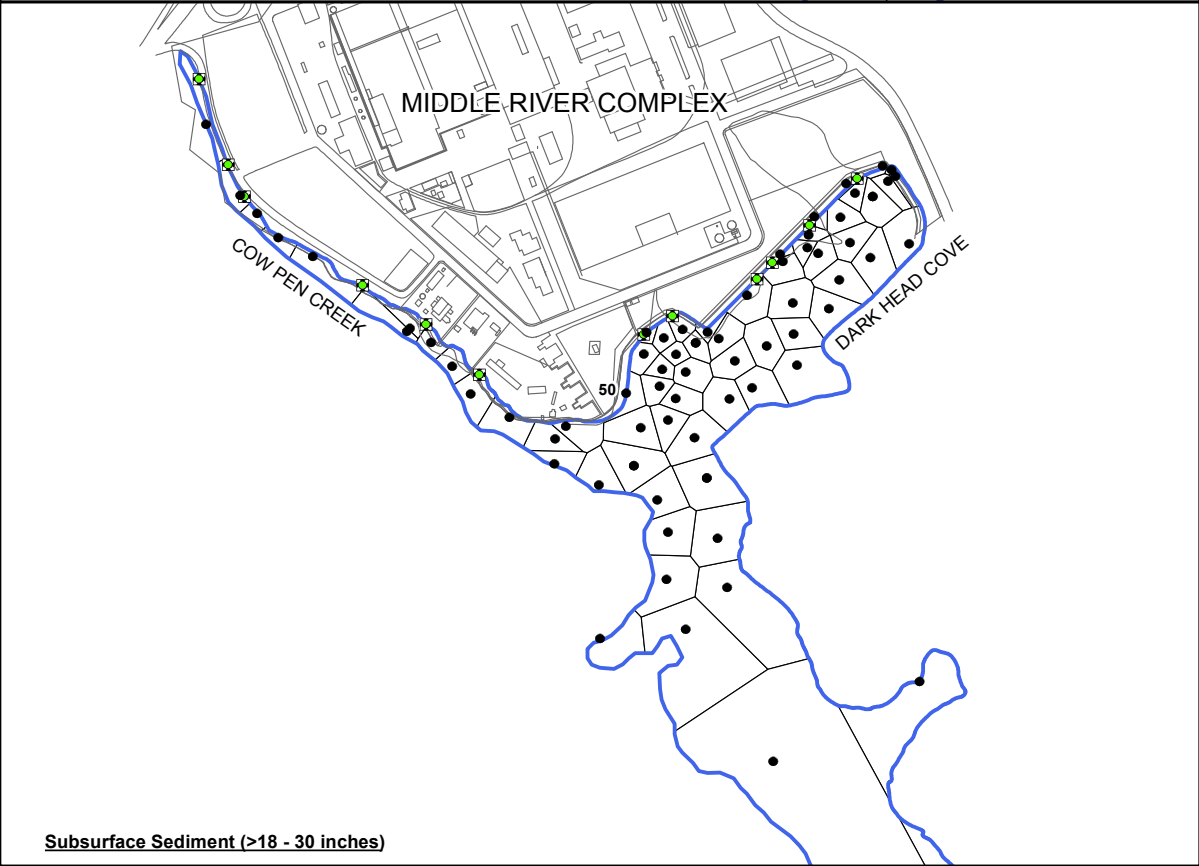 MIDDLE RIVER COMPLEX
COW PEN CREEK
DARK HEAD COVE
50
Subsurface Sediment (>18 - 30 inches)